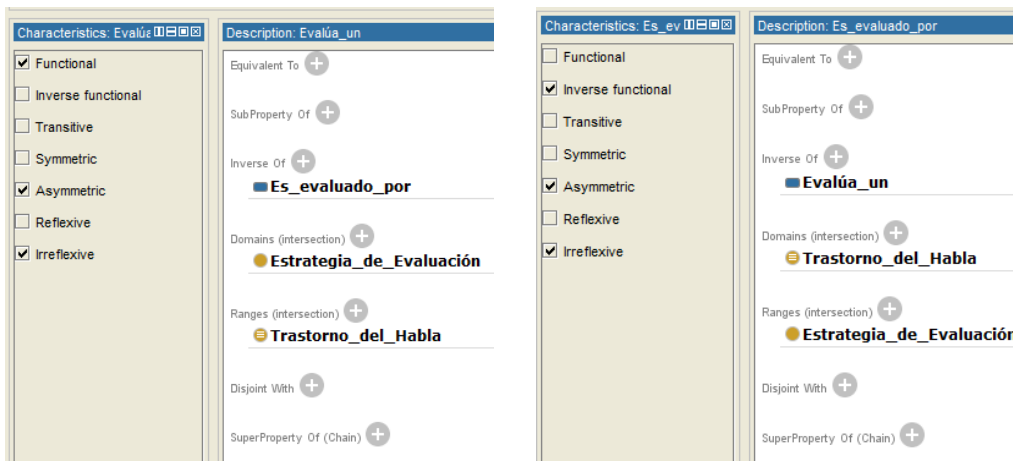 Characteristics: Evalúa
Functional
Inverse functional
Transitive
Symmetric
Asymmetric
Reflexive
Irreflexive
Description: Evalúa_un
Equivalent To
SubProperty Of
Inverse Of
Es_evaluado_por
Domains (intersection)
Estrategia_de_Evaluación
Ranges (intersection)
Trastorno_del_Habla
Disjoint With
SuperProperty Of (Chain)
Characteristics: Es_ev
Functional
Inverse functional
Transitive
Symmetric
Asymmetric
Reflexive
Irreflexive
Description: Es_evaluado_por
Equivalent To
SubProperty Of
Inverse Of
Evalúa_un
Domains (intersection)
Trastorno_del_Habla
Ranges (intersection)
Estrategia_de_Evaluación
Disjoint With
SuperProperty Of (Chain)